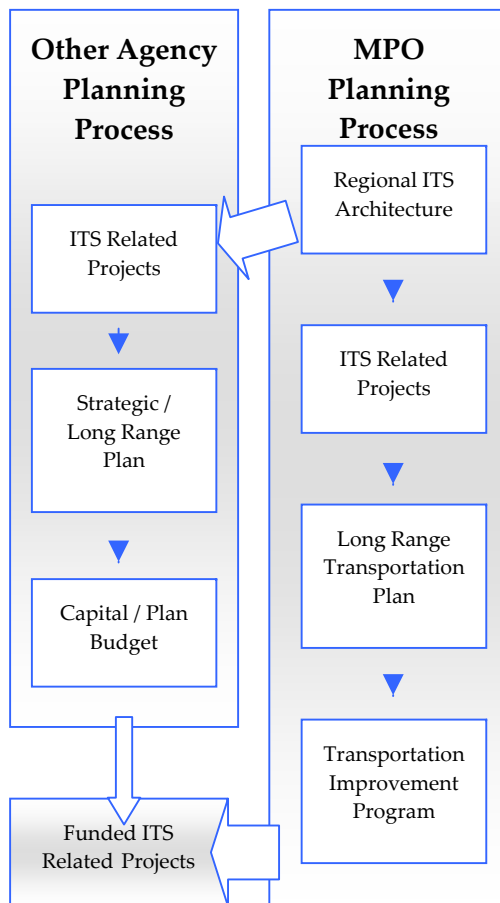 Other Agency
Planning
Process
ITS Related
Projects
Strategic /
Long Range
Plan
Capital / Plan
Budget
Funded ITS
Related Projects
MPO
Planning
Process
Regional ITS
Architecture
ITS Related
Projects
Long Range
Transportation
Plan
Transportation
Improvement
Program